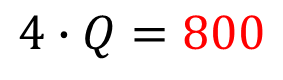 4 · Q = 800